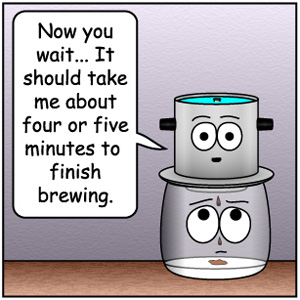 Now you
wait... It
should take
me about
four or five
minutes to
finish
brewing.